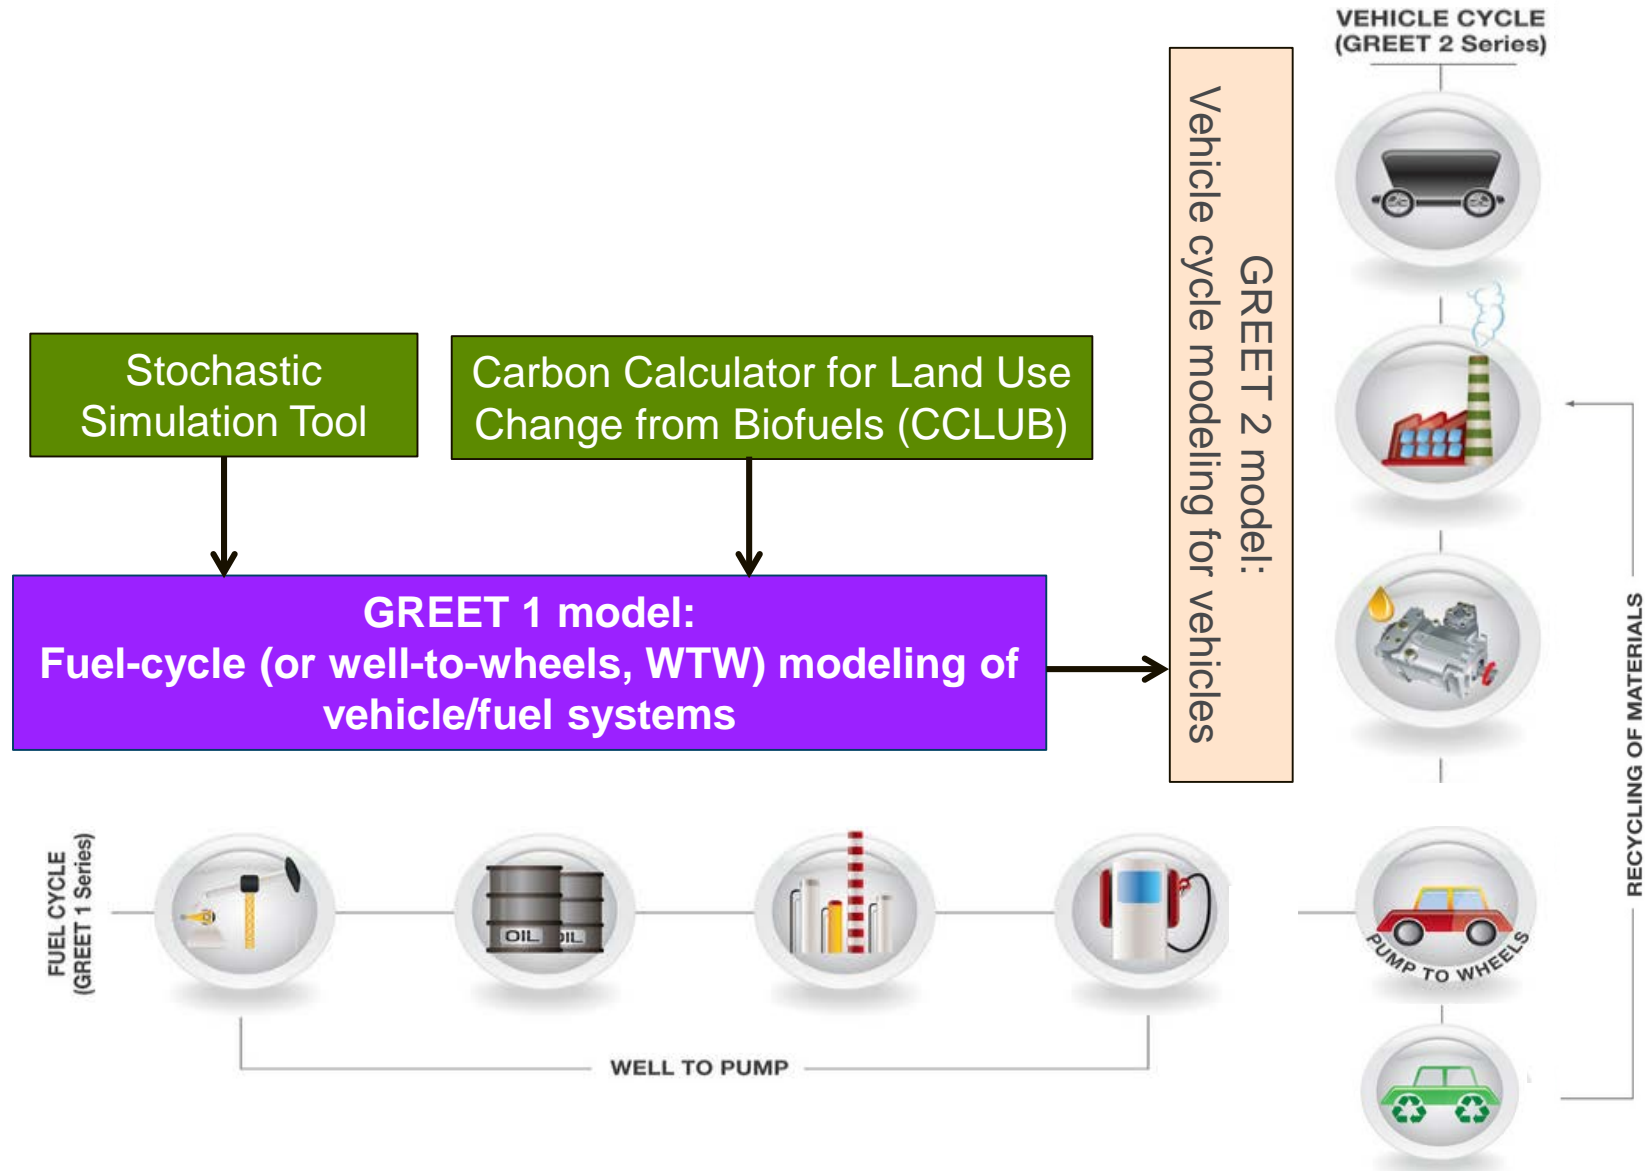 VEHICLE CYCLE
(GREET 2 Series)
GREET 2 model:
Vehicle cycle modeling for vehicles
Stochastic
Simulation Tool
Carbon Calculator for Land Use
Change from Biofuels (CCLUB)
GREET 1 model:
Fuel-cycle (or well-to-wheels, WTW) modeling of
vehicle/fuel systems
RECYCLING OF MATERIALS
FUEL CYCLE
(GREET 1 Series)
OIL
OIL
PUMP TO WHEELS
WELL TO PUMP